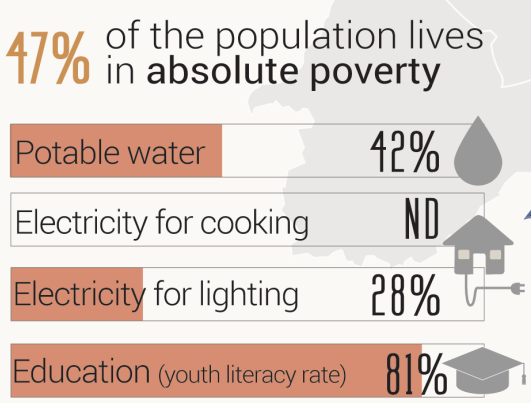 47% of the population lives
in absolute poverty
Potable water 42%
Electricity for cooking ND
Electricity for lighting 28%
Education (youth literacy rate) 81%